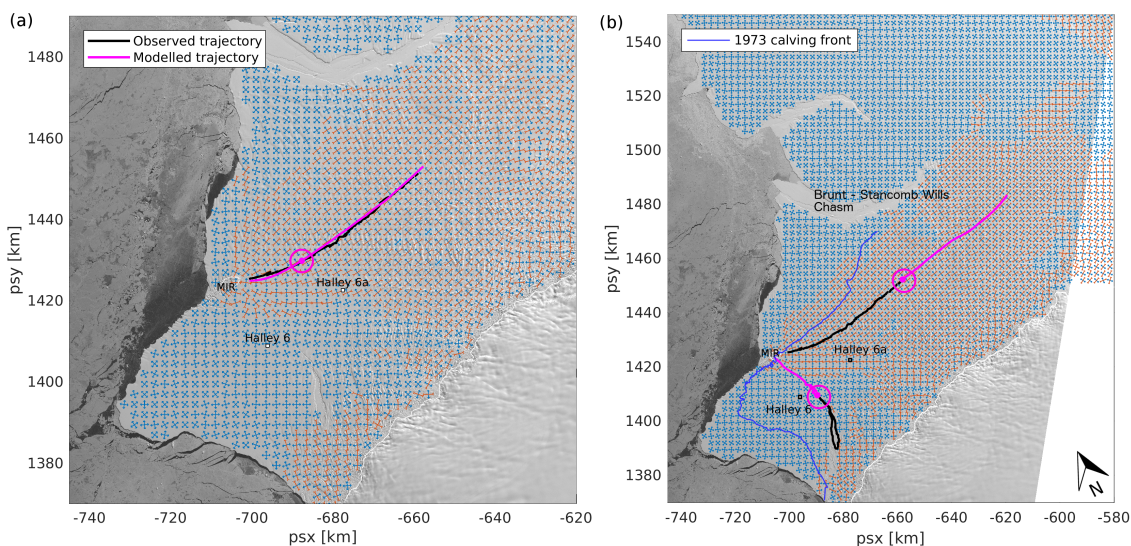 (a)
Observed trajectory
Modelled trajectory
1480
1460
1440
1420
1400
1380
psy [km]
MIR
Halley 6a
Halley 6
-740
-720
-700
-680
-660
-640
-620
psx [km]
(b)
1973 calving front
1540
1520
1500
1480
1460
1440
1420
1400
1380
psy [km]
Brunt - Stancomb Wills
Chasm
MIR
Halley 6a
Halley 6
N
-740
-720
-700
-680
-660
-640
-620
-600
-580
psx [km]